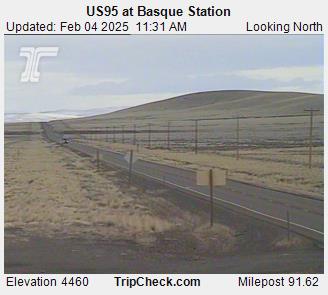 US95 at Basque Station
Updated: Feb 04 2025 11:31 AM Looking North
Elevation 4460 TripCheck.com Milepost 91.62